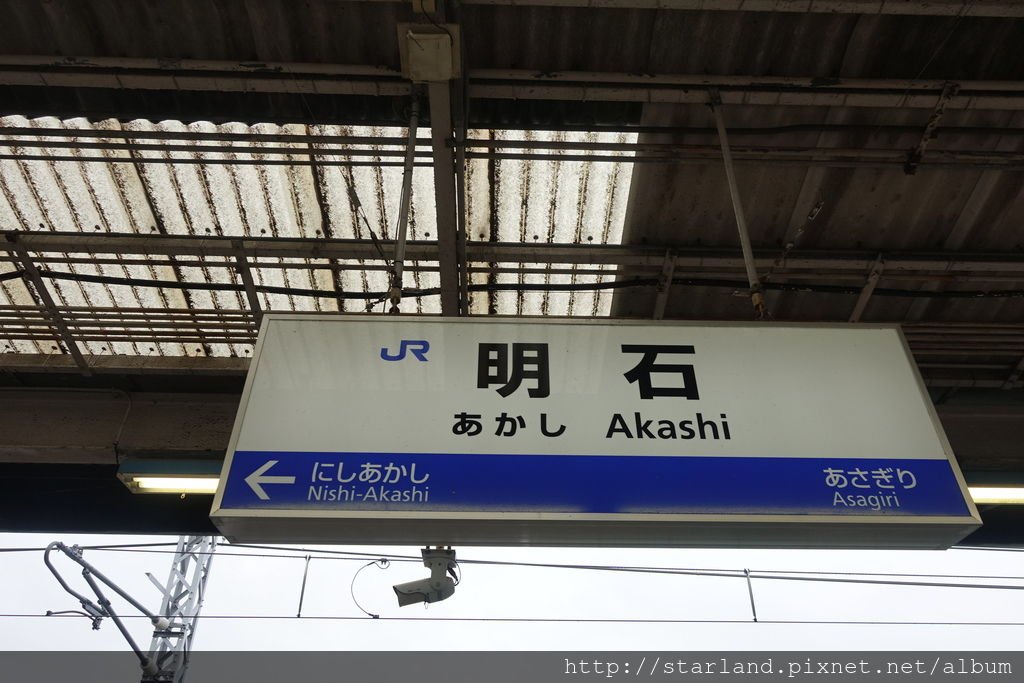 JR 明石
あかし Akashi
← にしあかし
Nishi-Akashi
あさぎり
Asagiri
http://starland.pixnet.net/album